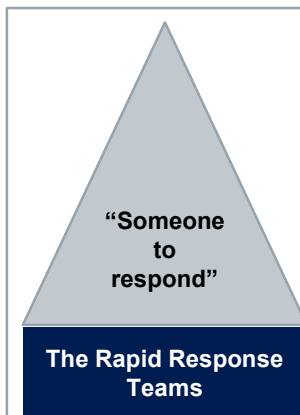 “Someone
to
respond”
The Rapid Response
Teams